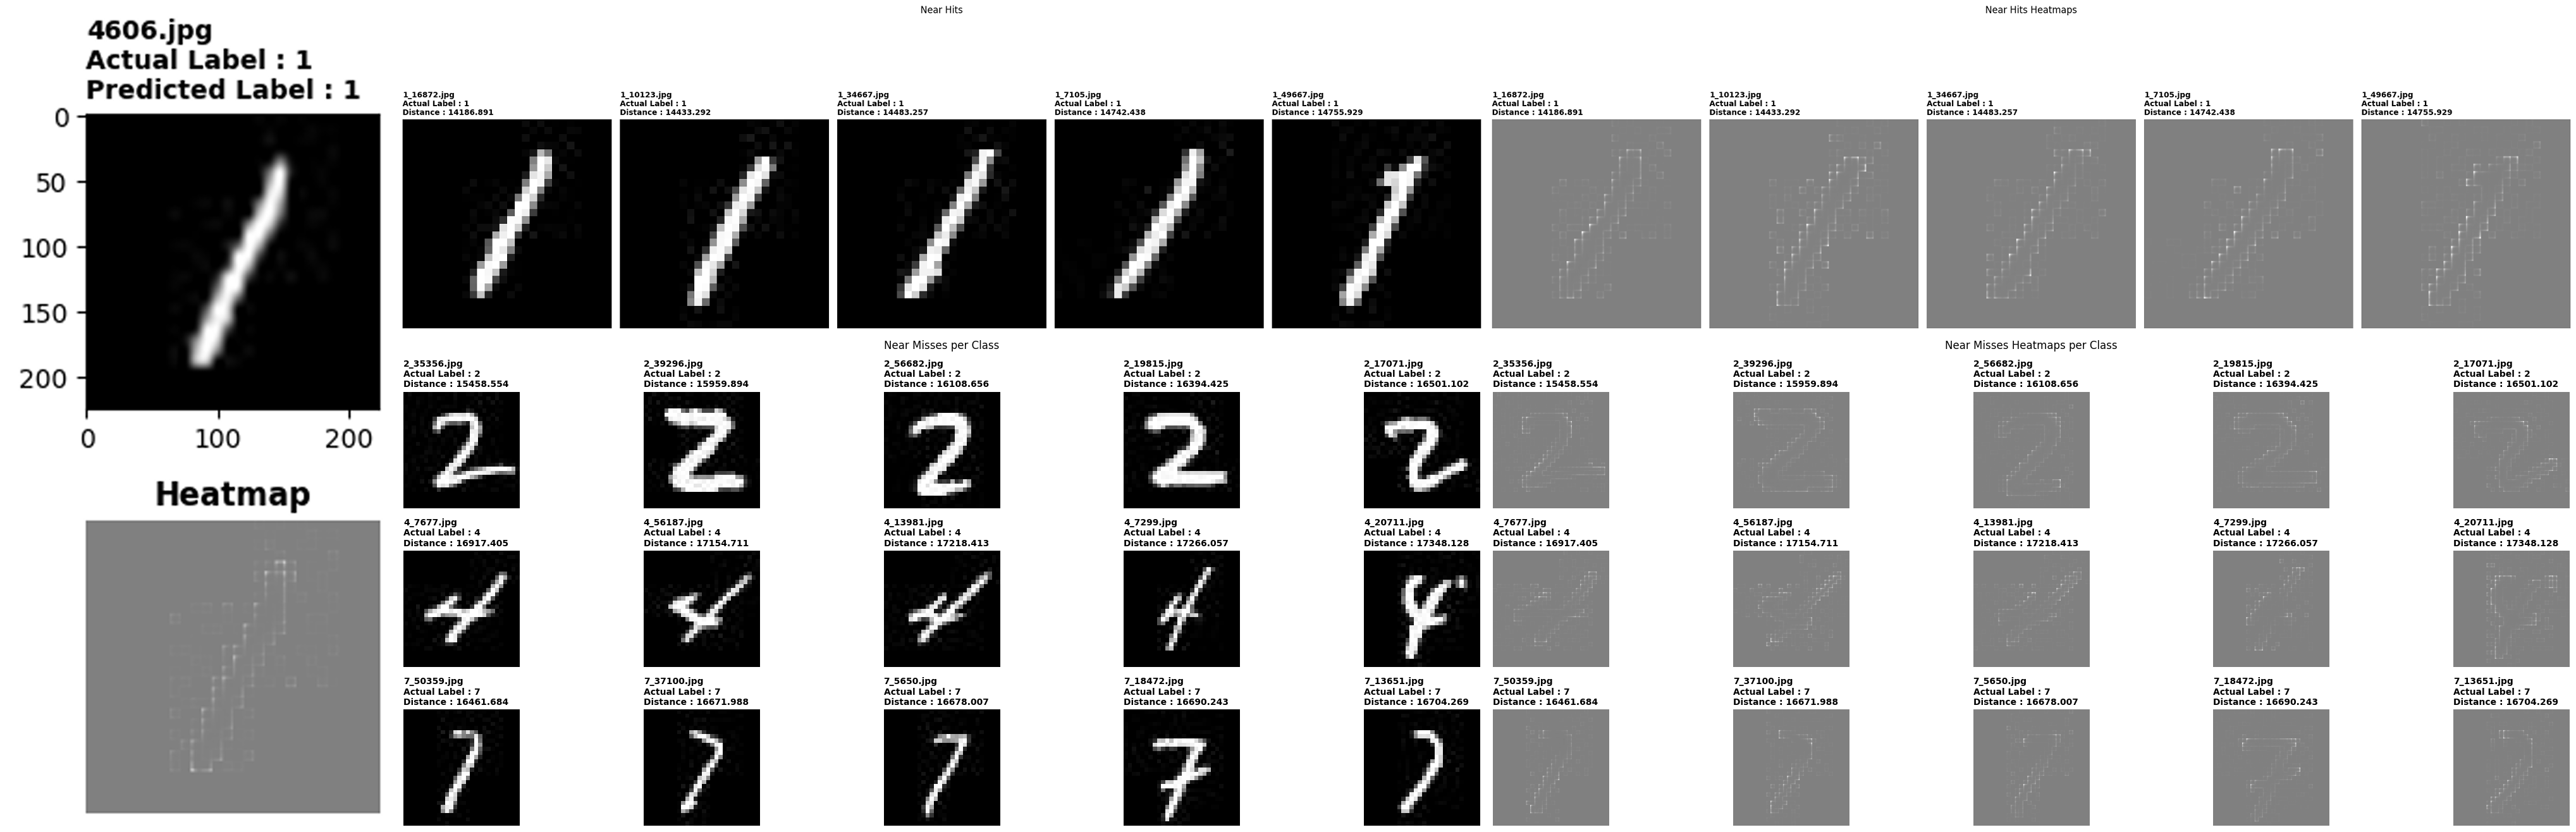 4606.jpg
Actual Label : 1
Predicted Label : 1
0
50
100
150
200
0 100 200
Heatmap
Near Hits
1_16872.jpg
Actual Label : 1
Distance : 14186.891
1_10123.jpg
Actual Label : 1
Distance : 14433.292
1_34667.jpg
Actual Label : 1
Distance : 14483.257
1_7105.jpg
Actual Label : 1
Distance : 14742.438
1_49667.jpg
Actual Label : 1
Distance : 14755.929
Near Hits Heatmaps
1_16872.jpg
Actual Label : 1
Distance : 14186.891
1_10123.jpg
Actual Label : 1
Distance : 14433.292
1_34667.jpg
Actual Label : 1
Distance : 14483.257
1_7105.jpg
Actual Label : 1
Distance : 14742.438
1_49667.jpg
Actual Label : 1
Distance : 14755.929
Near Misses per Class
2_35356.jpg
Actual Label : 2
Distance : 15458.554
2_39296.jpg
Actual Label : 2
Distance : 15959.894
2_56682.jpg
Actual Label : 2
Distance : 16108.656
2_19815.jpg
Actual Label : 2
Distance : 16394.425
2_17071.jpg
Actual Label : 2
Distance : 16501.102
4_7677.jpg
Actual Label : 4
Distance : 16917.405
4_56187.jpg
Actual Label : 4
Distance : 17154.711
4_13981.jpg
Actual Label : 4
Distance : 17218.413
4_7299.jpg
Actual Label : 4
Distance : 17266.057
4_20711.jpg
Actual Label : 4
Distance : 17348.128
7_50359.jpg
Actual Label : 7
Distance : 16461.684
7_37100.jpg
Actual Label : 7
Distance : 16671.988
7_5650.jpg
Actual Label : 7
Distance : 16678.007
7_18472.jpg
Actual Label : 7
Distance : 16690.243
7_13651.jpg
Actual Label : 7
Distance : 16704.269
Near Misses Heatmaps per Class
2_35356.jpg
Actual Label : 2
Distance : 15458.554
2_39296.jpg
Actual Label : 2
Distance : 15959.894
2_56682.jpg
Actual Label : 2
Distance : 16108.656
2_19815.jpg
Actual Label : 2
Distance : 16394.425
2_17071.jpg
Actual Label : 2
Distance : 16501.102
4_7677.jpg
Actual Label : 4
Distance : 16917.405
4_56187.jpg
Actual Label : 4
Distance : 17154.711
4_13981.jpg
Actual Label : 4
Distance : 17218.413
4_7299.jpg
Actual Label : 4
Distance : 17266.057
4_20711.jpg
Actual Label : 4
Distance : 17348.128
7_50359.jpg
Actual Label : 7
Distance : 16461.684
7_37100.jpg
Actual Label : 7
Distance : 16671.988
7_5650.jpg
Actual Label : 7
Distance : 16678.007
7_18472.jpg
Actual Label : 7
Distance : 16690.243
7_13651.jpg
Actual Label : 7
Distance : 16704.269